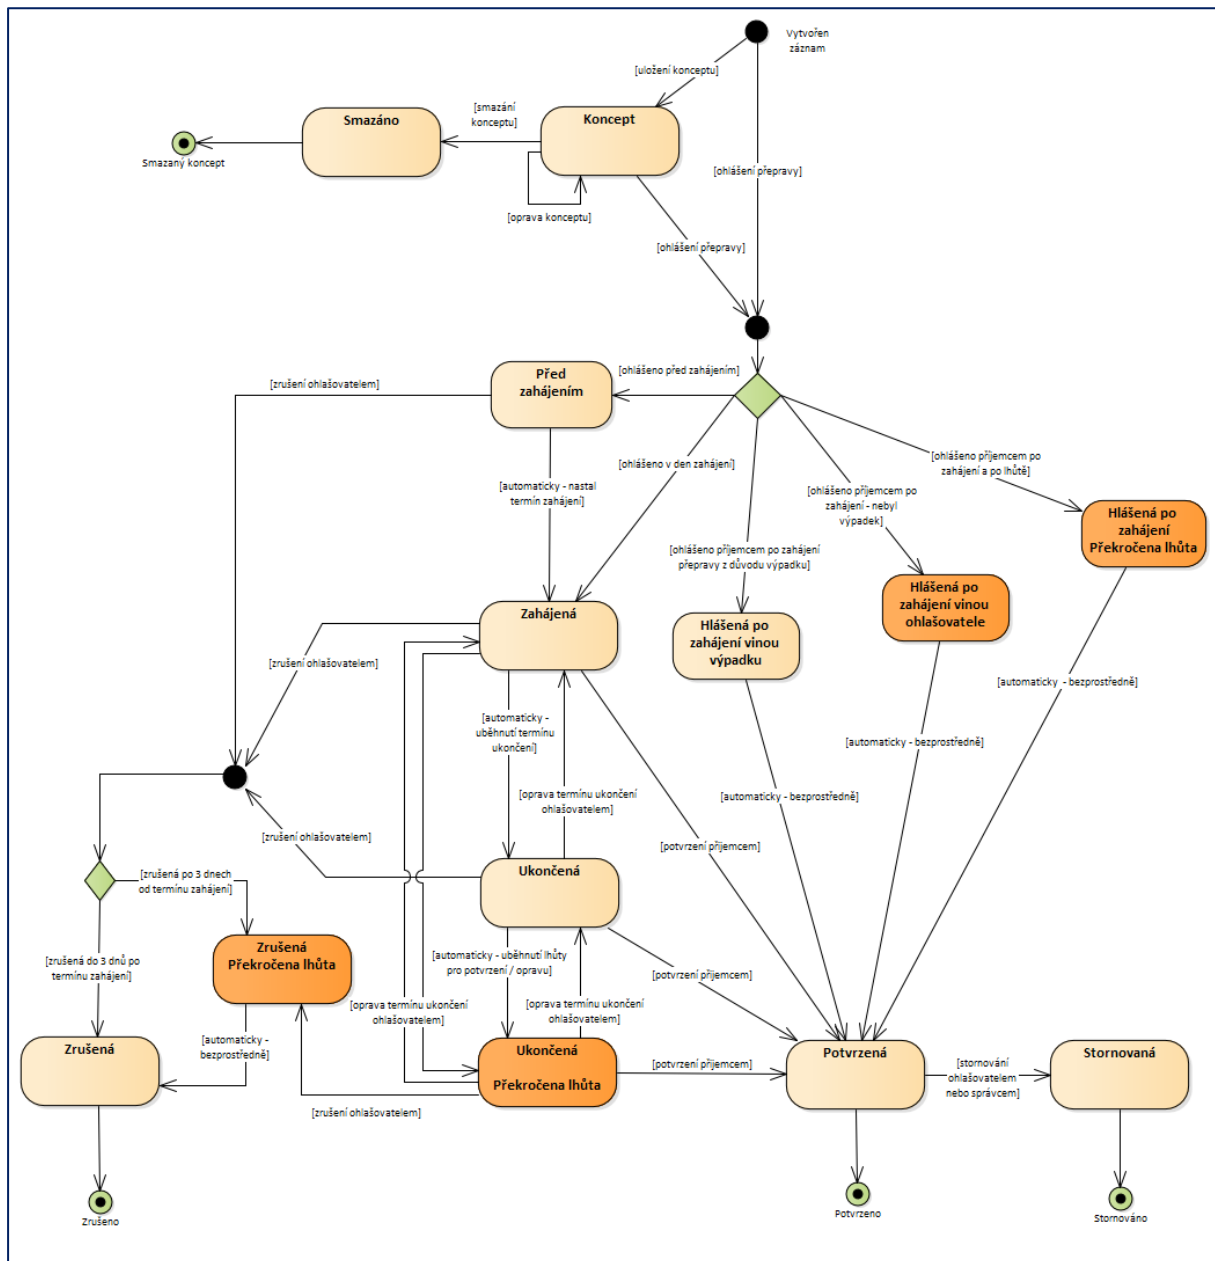 Vytvořen
záznam
[uložení konceptu]
[smazání
konceptu]
Smazáno
Koncept
Smazaný koncept
[oprava konceptu]
[ohlášení přepravy]
[ohlášení přepravy]
[zrušení ohlašovatelem]
Před
zahájením
[ohlášeno před zahájením]
[ohlášeno příjemcem po
zahájení a po lhůtě]
[ohlášeno v den zahájení]
[automaticky - nastal
termín zahájení]
[ohlášeno příjemcem po
zahájení - nebyl
výpadek]
Hlášená po
zahájení
Překročena lhůta
[ohlášeno příjemcem po zahájení
přepravy z důvodu výpadku]
Zahájená
Hlášená po
zahájení vinou
výpadku
Hlášená po
zahájení vinou
ohlašovatele
[zrušení ohlašovatelem]
[automaticky - bezprostředně]
[automaticky -
uběhnutí termínu
ukončení]
[automaticky - bezprostředně]
[oprava termínu ukončení
ohlašovatelem]
[automaticky - bezprostředně]
[zrušení ohlašovatelem]
[potvrzení příjemcem]
[zrušená po 3 dnech
od termínu zahájení]
Ukončená
Zrušená
Překročena lhůta
[zrušená do 3 dnů po
termínu zahájení]
[automaticky - uběhnutí lhůty
pro potvrzení / opravu]
[potvrzení příjemcem]
[oprava termínu ukončení
ohlašovatelem]
[oprava termínu ukončení
ohlašovatelem]
[automaticky -
bezprostředně]
Zrušená
Ukončená
Překročena lhůta
[potvrzení příjemcem]
Potvrzená
[stornování
ohlašovatelem
nebo správcem]
Stornovaná
[zrušení ohlašovatelem]
Zrušeno
Potvrzeno
Stornováno